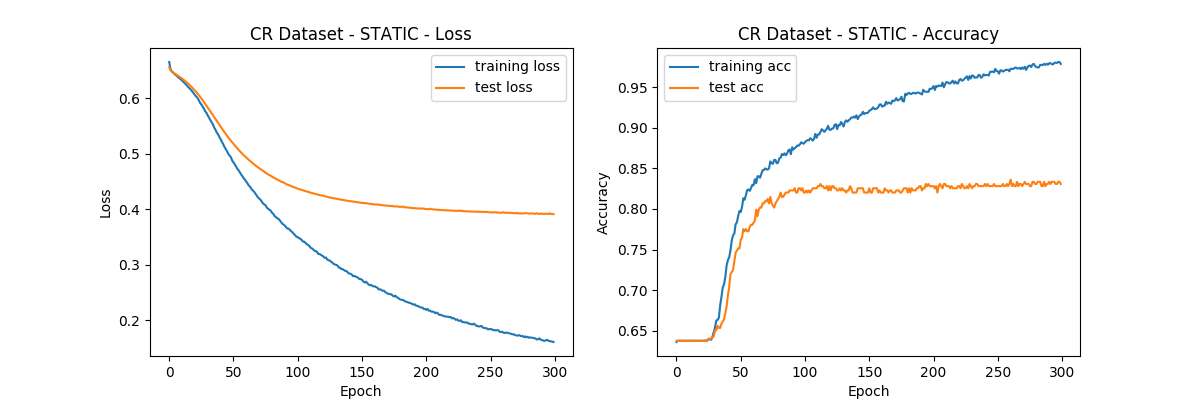 CR Dataset - STATIC - Loss
training loss
test loss
0.6
0.5
0.4
0.3
0.2
Loss
0
50
100
150
200
250
300
Epoch
CR Dataset - STATIC - Accuracy
training acc
test acc
0.95
0.90
0.85
0.80
0.75
0.70
0.65
Accuracy
0
50
100
150
200
250
300
Epoch